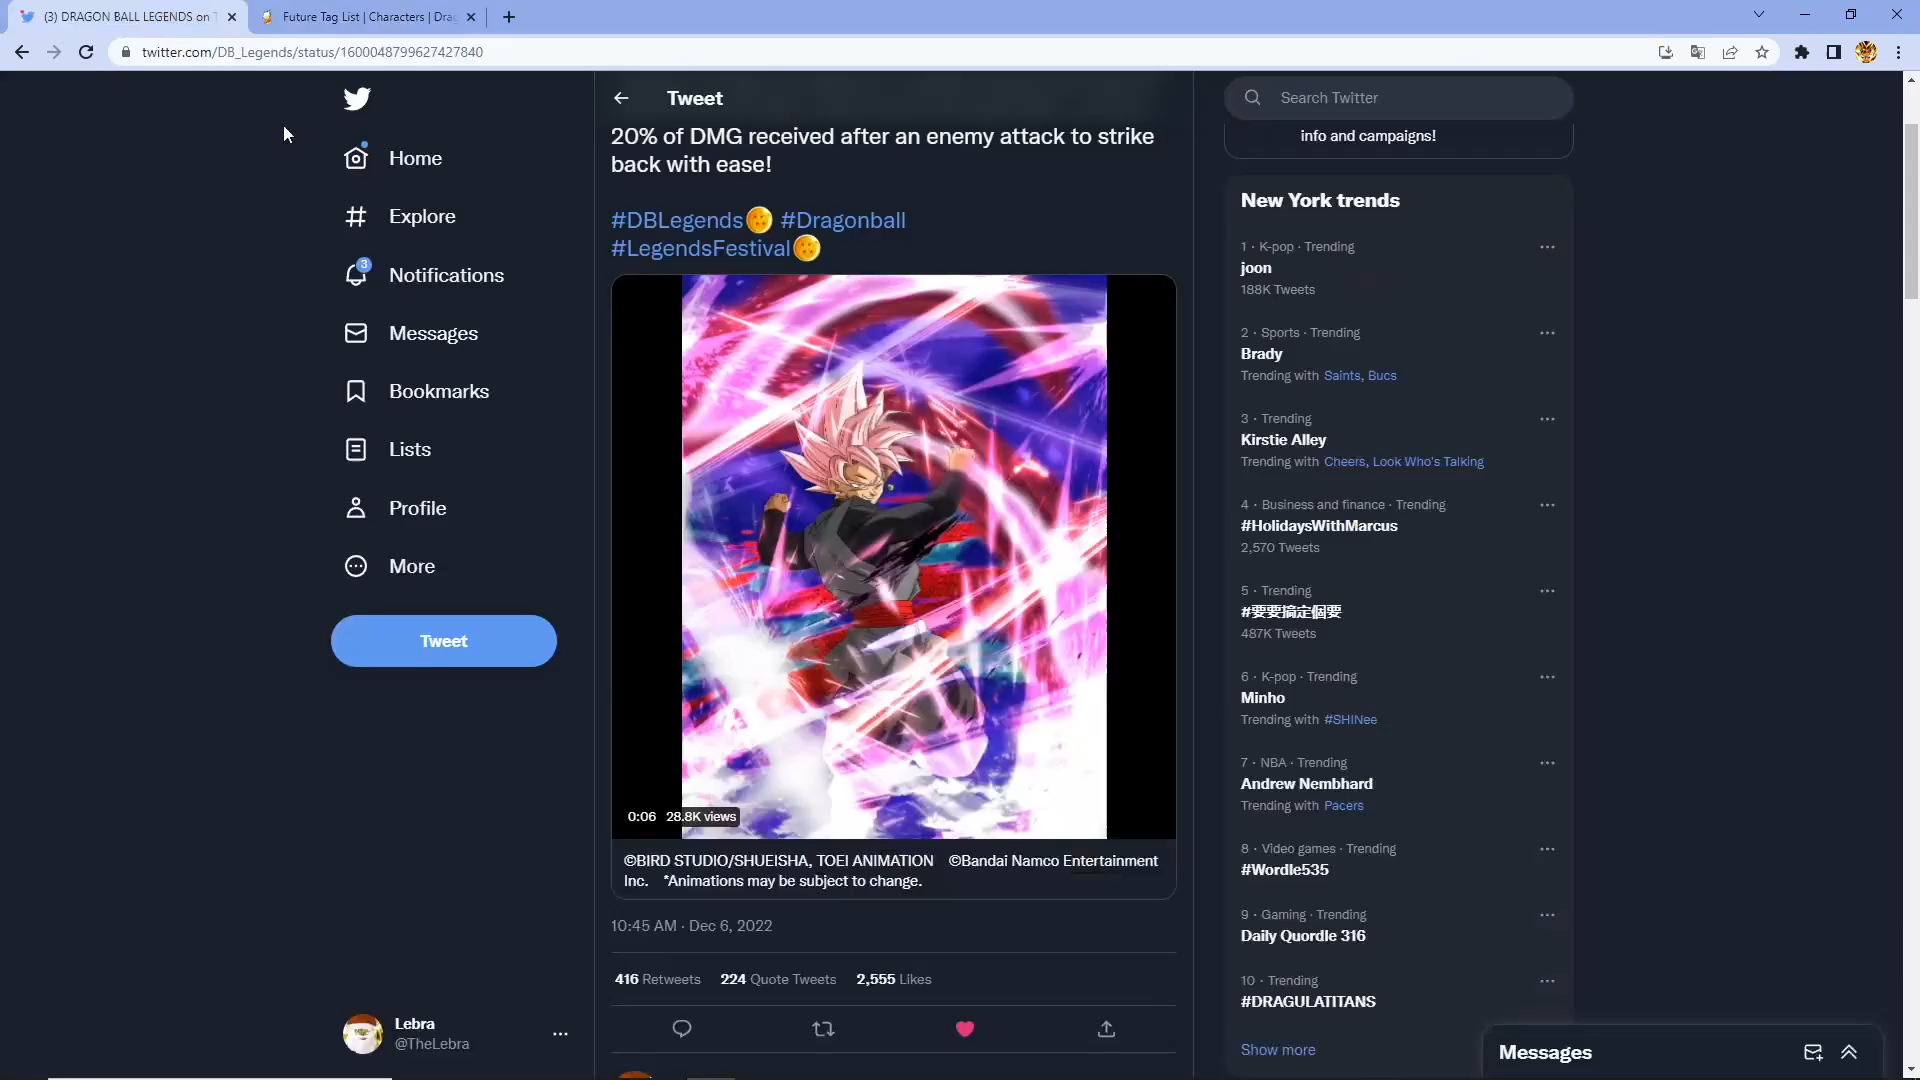 (3) DRAGON BALL LEGENDS on T
Future Tag List | Characters | Drag
twitter.com/DB_Legends/status/1600048799627427840
Home
Explore
3
Notifications
Messages
Bookmarks
Lists
Profile
More
Tweet
Lebra
@TheLebra
Tweet
20% of DMG received after an enemy attack to strike
back with ease!
#DBLegends #Dragonball
#LegendsFestival
0:06 28.8K views
©BIRD STUDIO/SHUEISHA, TOEI ANIMATION ©Bandai Namco Entertainment
Inc. *Animations may be subject to change.
10:45 AM · Dec 6, 2022
416 Retweets 224 Quote Tweets 2,555 Likes
Search Twitter
info and campaigns!
New York trends
1 · K-pop · Trending
joon
188K Tweets
2 · Sports · Trending
Brady
Trending with Saints, Bucs
3 · Trending
Kirstie Alley
Trending with Cheers, Look Who's Talking
4 · Business and finance · Trending
#HolidaysWithMarcus
2,570 Tweets
5 · Trending
#要要搞定個要
487K Tweets
6 · K-pop · Trending
Minho
Trending with #SHINee
7 · NBA · Trending
Andrew Nembhard
Trending with Pacers
8 · Video games · Trending
#Wordle535
9 · Gaming · Trending
Daily Quordle 316
10 · Trending
#DRAGULATITANS
Show more
Messages